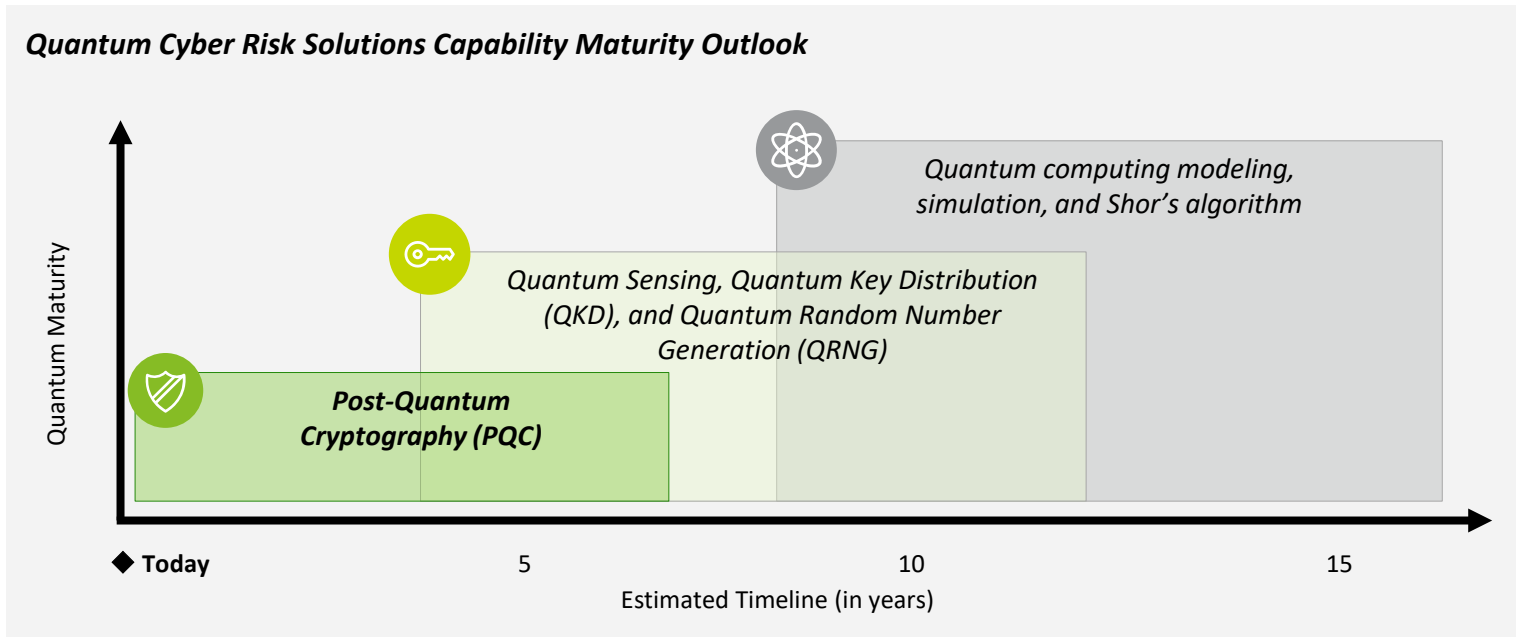 Quantum Cyber Risk Solutions Capability Maturity Outlook
Quantum computing modeling,
simulation, and Shor's algorithm
Quantum Sensing, Quantum Key Distribution
(QKD), and Quantum Random Number
Generation (QRNG)
Post-Quantum
Cryptography (PQC)
Quantum Maturity
Today
5
10
15
Estimated Timeline (in years)